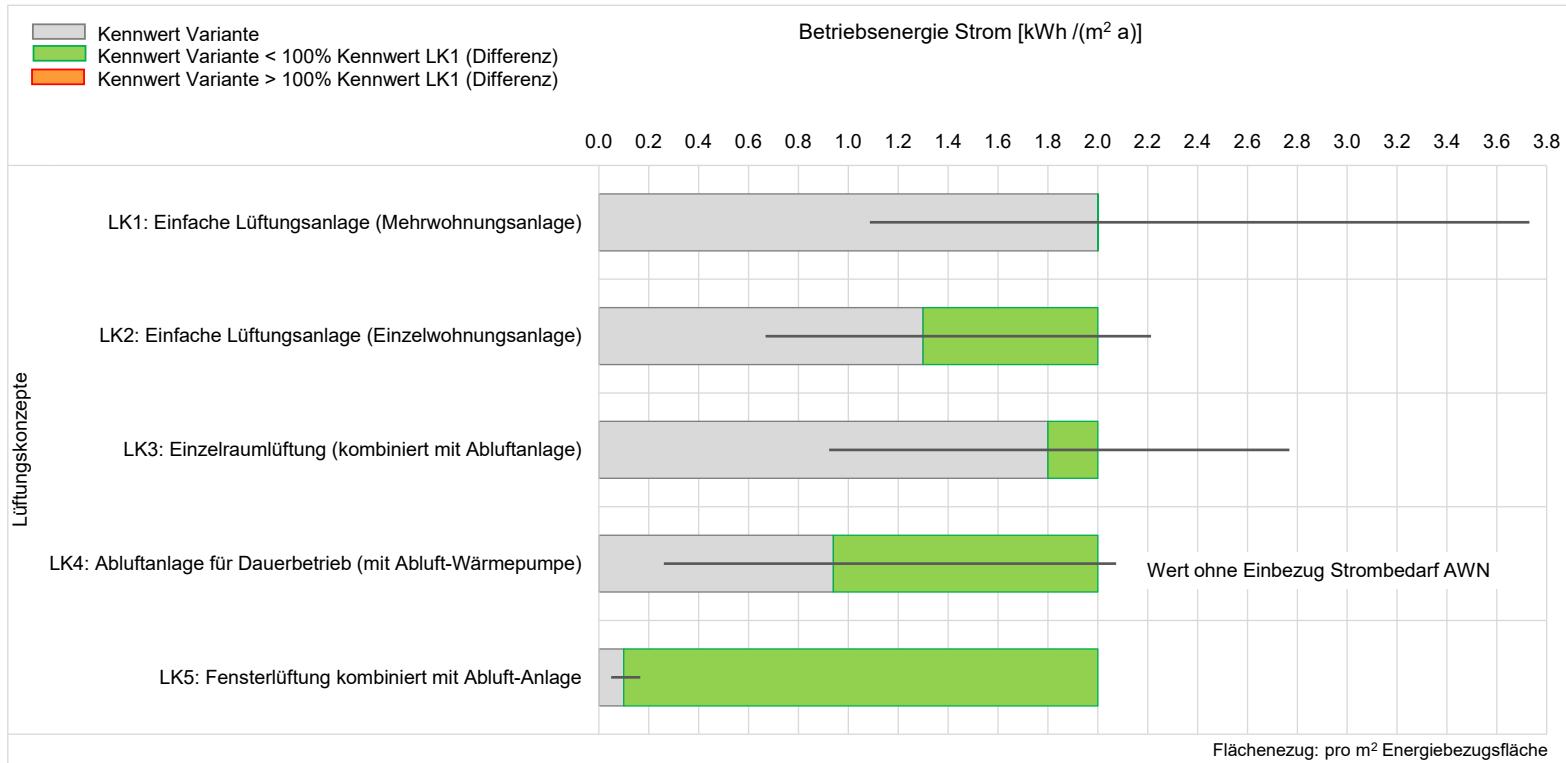 Kennwert Variante
Kennwert Variante < 100% Kennwert LK1 (Differenz)
Kennwert Variante > 100% Kennwert LK1 (Differenz)
Betriebsenergie Strom [kWh /(m² a)]
0.0 0.2 0.4 0.6 0.8 1.0 1.2 1.4 1.6 1.8 2.0 2.2 2.4 2.6 2.8 3.0 3.2 3.4 3.6 3.8
Lüftungskonzepte
LK1: Einfache Lüftungsanlage (Mehrwohnungsanlage)
LK2: Einfache Lüftungsanlage (Einzelwohnungsanlage)
LK3: Einzelraumlüftung (kombiniert mit Abluftanlage)
LK4: Abluftanlage für Dauerbetrieb (mit Abluft-Wärmepumpe)
Wert ohne Einbezug Strombedarf AWN
LK5: Fensterlüftung kombiniert mit Abluft-Anlage
Flächenezug: pro m² Energiebezugsfläche